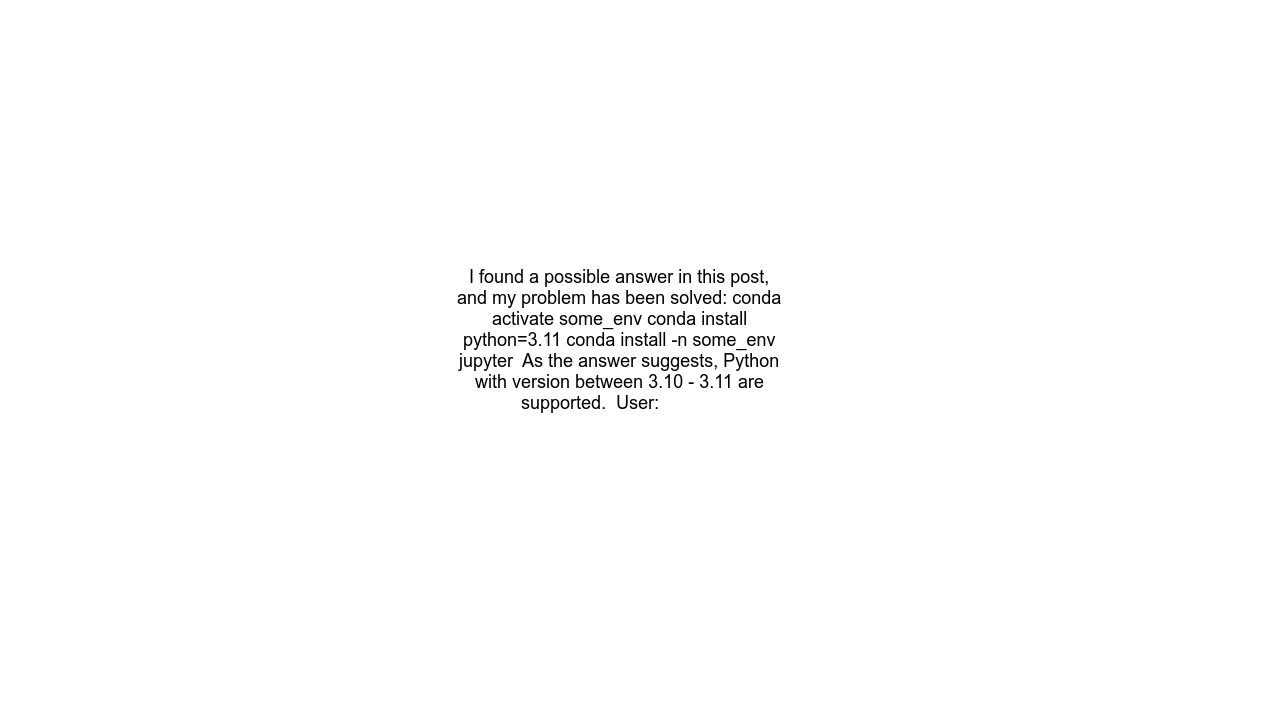 I found a possible answer in this post,
and my problem has been solved: conda
activate some_env conda install
python=3.11 conda install -n some_env
jupyter  As the answer suggests, Python
with version between 3.10 - 3.11 are
supported.  User: